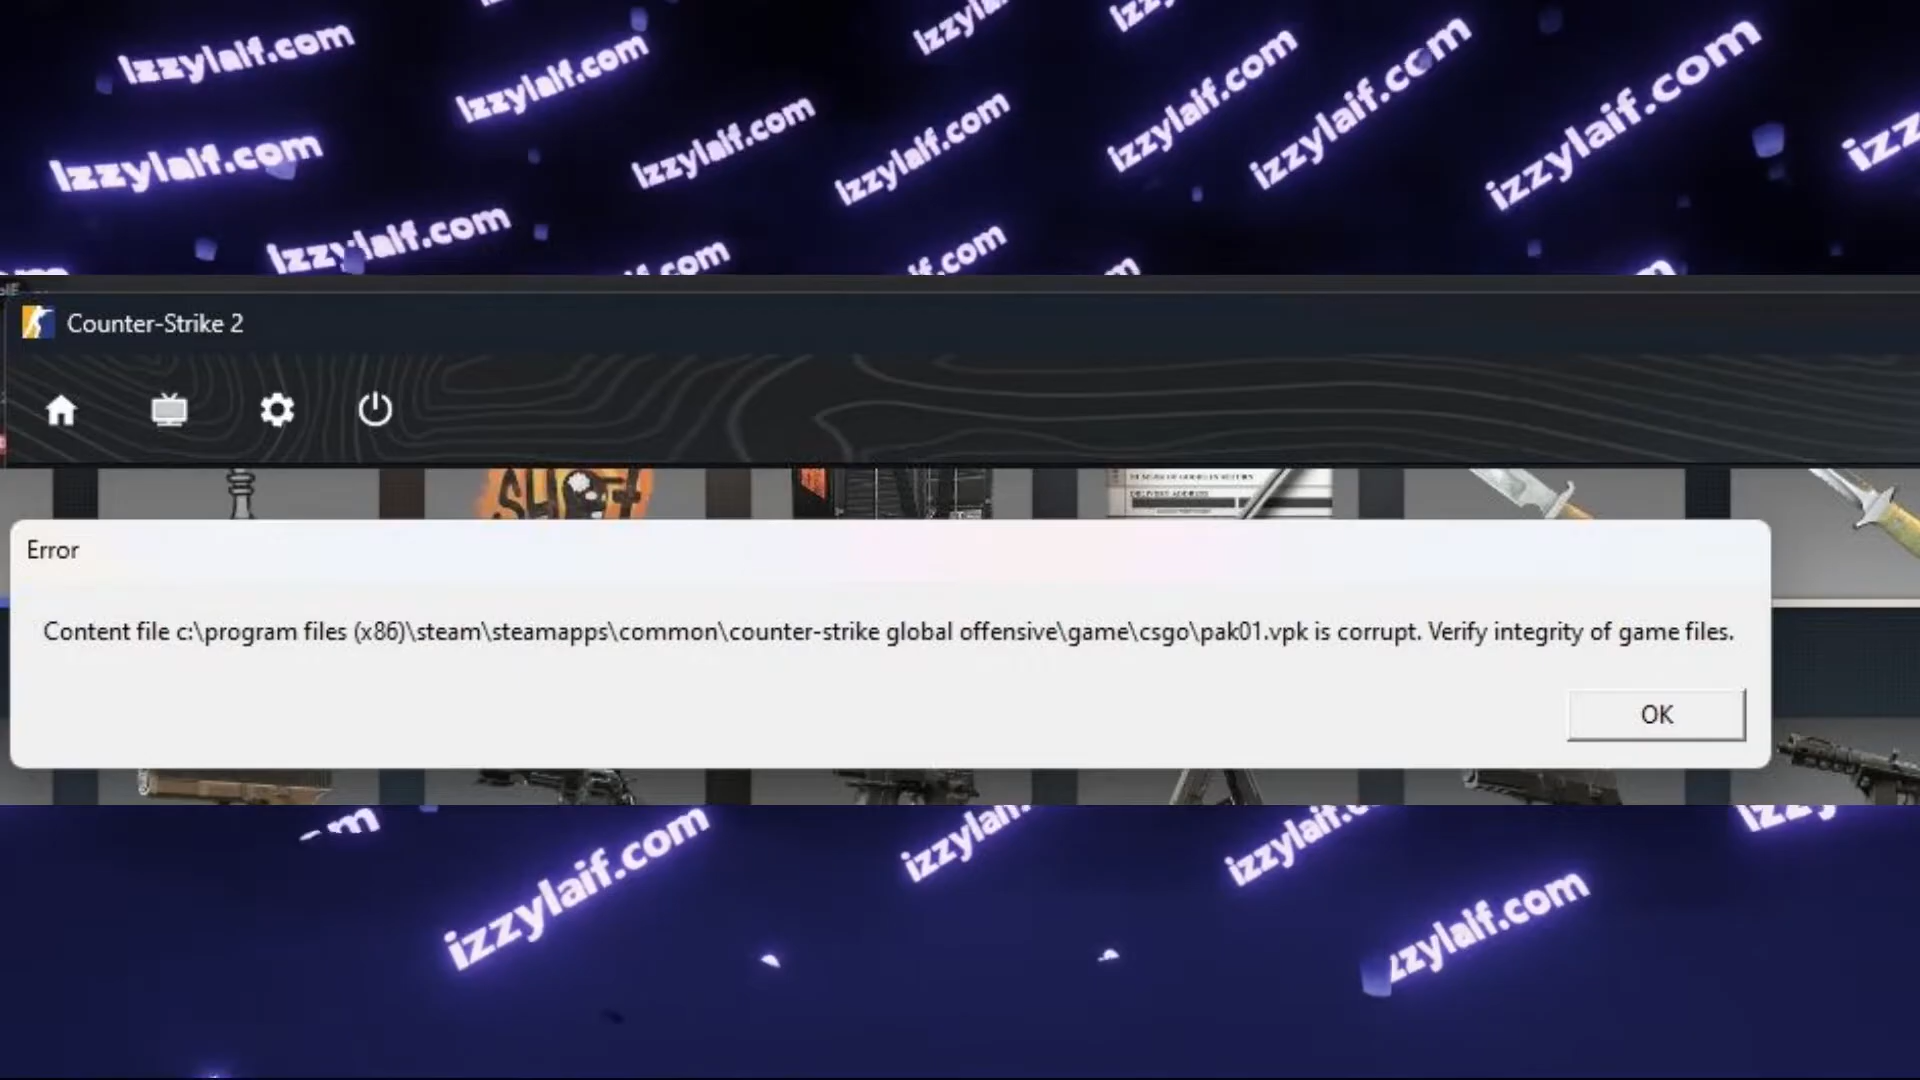 Izzylaif.com
Izzylaif.com
Izzylaif.com
Izzylaif.com
izzylaif.com
izzylaif.com
izzylaif.com
izzylaif.com
Izzylaif.com
Counter-Strike 2
Error
Content file c:\program files (x86)\steam\steamapps\common\counter-strike global offensive\game\csgo\pak01.vpk is corrupt. Verify integrity of game files.
OK
izzylaif.com